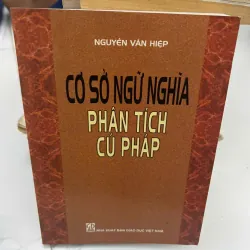 NGUYỄN VĂN HIỆP
CƠ SỞ NGỮ NGHĨA
PHÂN TÍCH
CÚ PHÁP
NHÀ XUẤT BẢN GIÁO DỤC VIỆT NAM